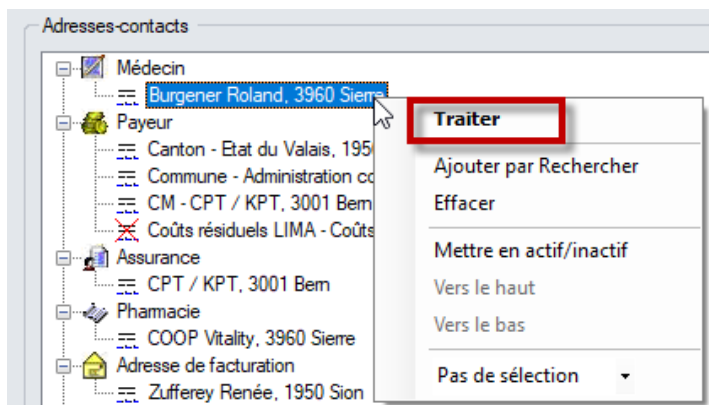 Adresses-contacts
Médecin
Burgener Roland, 3960 Sierre
Payeur
Canton - Etat du Valais, 195
Commune - Administration co
CM - CPT / KPT, 3001 Bern
Coûts résiduels LIMA - Coûts
Assurance
CPT / KPT, 3001 Bern
Pharmacie
COOP Vitality, 3960 Sierre
Adresse de facturation
Zufferey Renée, 1950 Sion
Traiter
Ajouter par Rechercher
Effacer
Mettre en actif/inactif
Vers le haut
Vers le bas
Pas de sélection